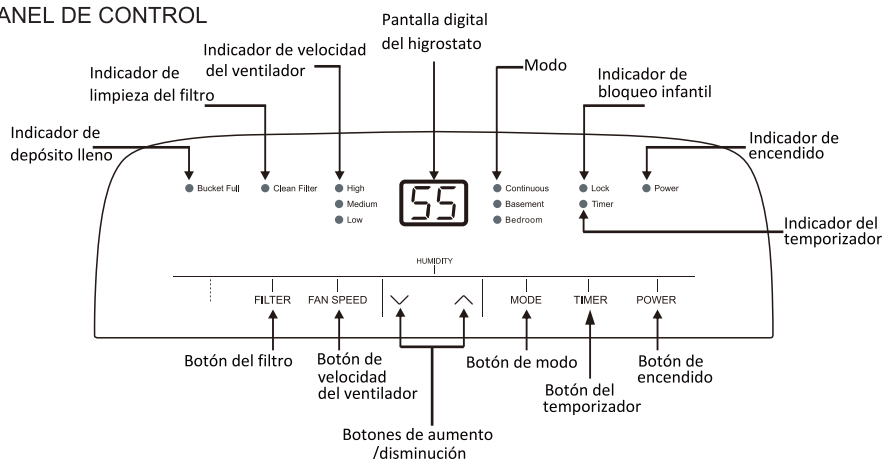 ANEL DE CONTROL
Pantalla digital
del higrostato
Indicador de velocidad
del ventilador
Modo
Indicador de
limpieza del filtro
Indicador de
bloqueo infantil
Indicador de
depósito lleno
Indicador de
encendido
Bucket Full
Clean Filter
High
Medium
Low
55
Continuous
Basement
Bedroom
Lock
Timer
Power
Indicador del
temporizador
HUMIDITY
FILTER
FAN SPEED
MODE
TIMER
POWER
Botón del filtro
Botón de
velocidad
del ventilador
Botón de modo
Botón del
temporizador
Botón de
encendido
Botones de aumento
/disminución